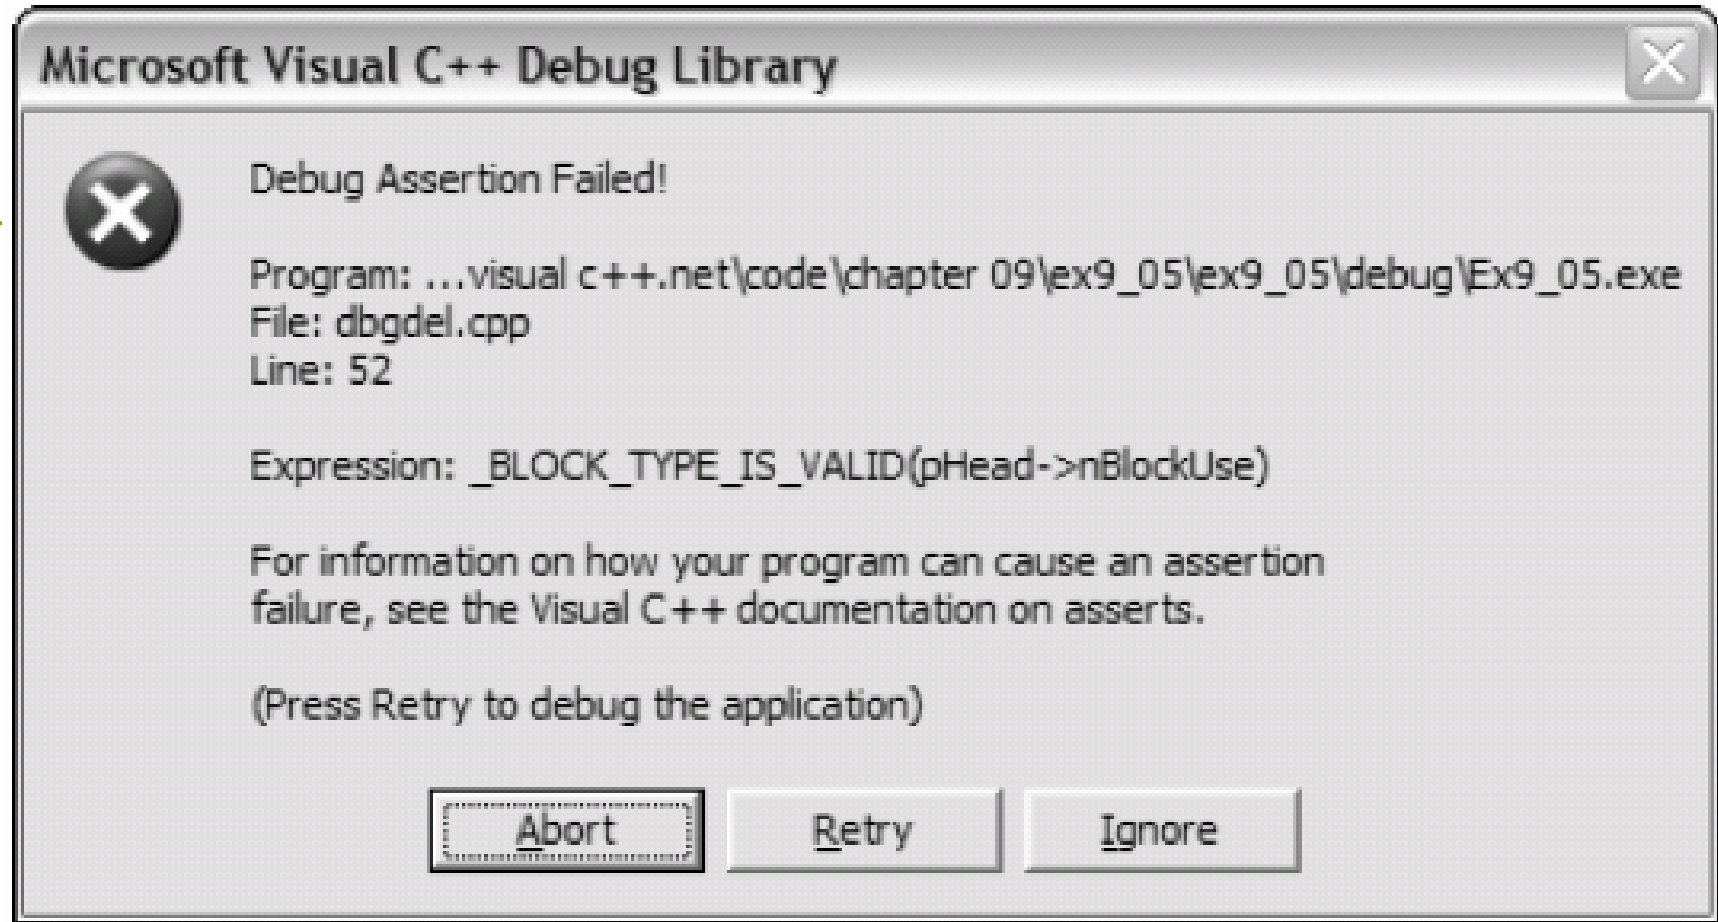 Microsoft Visual C++ Debug Library
Debug Assertion Failed!
Program: ...visual c++.net\code\chapter 09\ex9_05\ex9_05\debug\Ex9_05.exe
File: dbgdel.cpp
Line: 52
Expression: _BLOCK_TYPE_IS_VALID(pHead->nBlockUse)
For information on how your program can cause an assertion
failure, see the Visual C++ documentation on asserts.
(Press Retry to debug the application)
Abort Retry Ignore